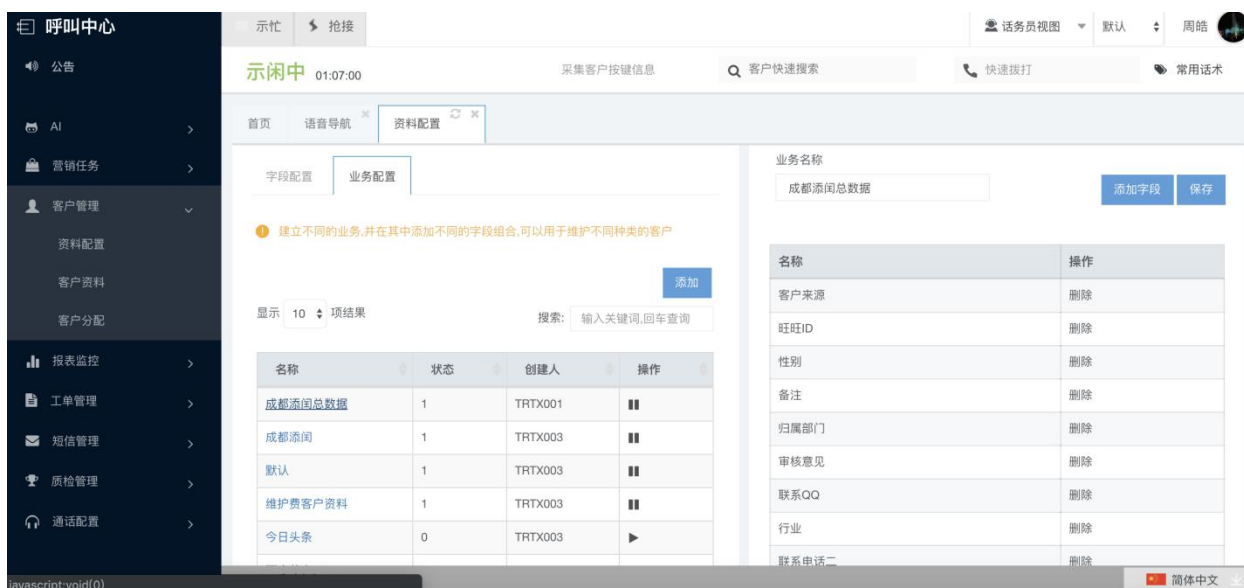 呼叫中心
示忙
抢接
话务员视图
默认
周皓
公告
示闲中 01:07:00
采集客户按键信息
客户快速搜索
快速拨打
常用话术
AI
营销任务
客户管理
资料配置
客户资料
客户分配
报表监控
工单管理
短信管理
质检管理
通话配置
首页
语音导航
资料配置
字段配置
业务配置
建立不同的业务,并在其中添加不同的字段组合,可以用于维护不同种类的客户
添加
显示 10 项结果
搜索: 输入关键词,回车查询
名称 状态 创建人 操作
成都添闰总数据 1 TRTX001
成都添闰 1 TRTX003
默认 1 TRTX003
维护费客户资料 1 TRTX003
今日头条 0 TRTX003
业务名称
成都添闰总数据
添加字段
保存
名称 操作
客户来源 删除
旺旺ID 删除
性别 删除
备注 删除
归属部门 删除
审核意见 删除
联系QQ 删除
行业 删除
联系电话二 删除
javascript:void(0)
简体中文